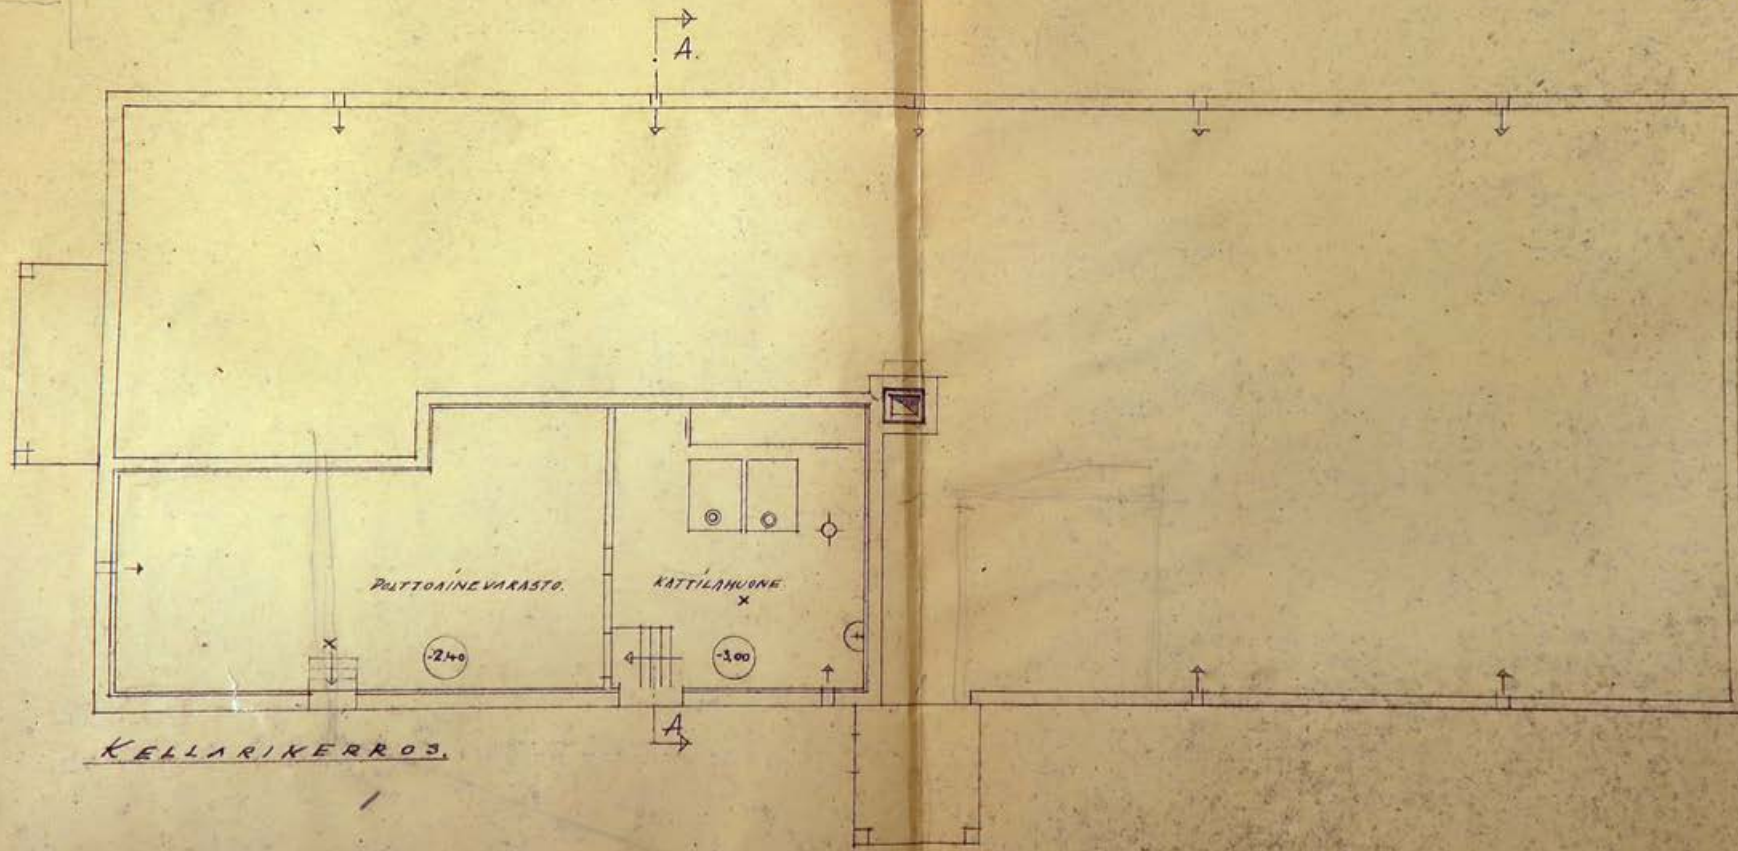 A.
POLTTOAINEVARASTO.
KATTILAHUONE.
X
X
-2,40
-3,00
A
KELLARIKERROS.